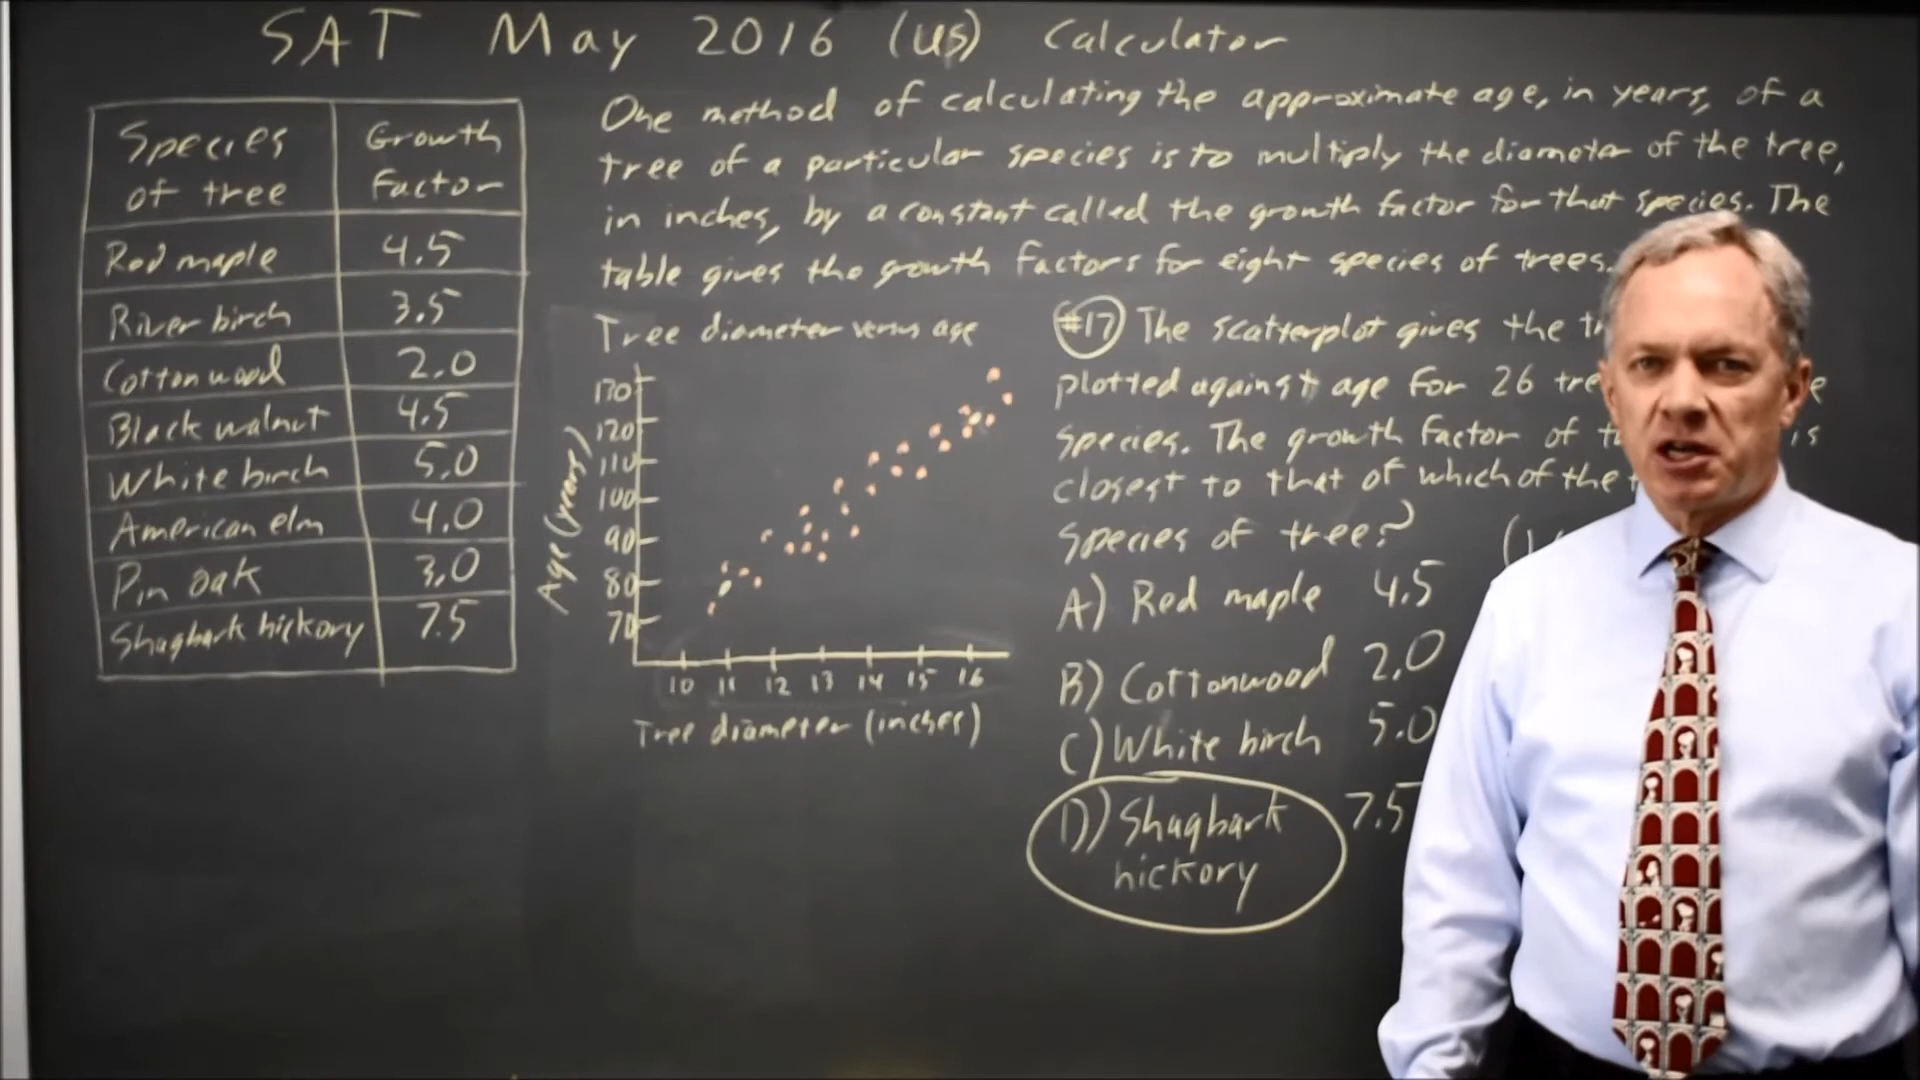 SAT May 2016 (US) Calculator
Species of tree
Growth Factor
Red maple 4.5
River birch 3.5
Cottonwood 2.0
Black walnut 4.5
White birch 5.0
American elm 4.0
Pin oak 3.0
Shagbark hickory 7.5
One method of calculating the approximate age, in years, of a
tree of a particular species is to multiply the diameter of the tree,
in inches, by a constant called the growth factor for that species. The
table gives the growth factors for eight species of trees.
Tree diameter versus age
Age (years)
130
120
110
100
90
80
70
10 11 12 13 14 15 16
Tree diameter (inches)
#17 The scatterplot gives the
plotted against age for 26
species. The growth factor of is
closest to that of which of the
species of tree?
A) Red maple 4.5
B) Cottonwood 2.0
C) White birch 5.0
D) Shagbark 7.5
hickory